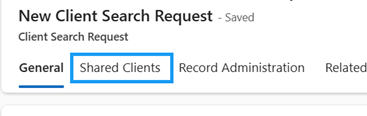 New Client Search Request - Saved
Client Search Request
General Shared Clients Record Administration Related